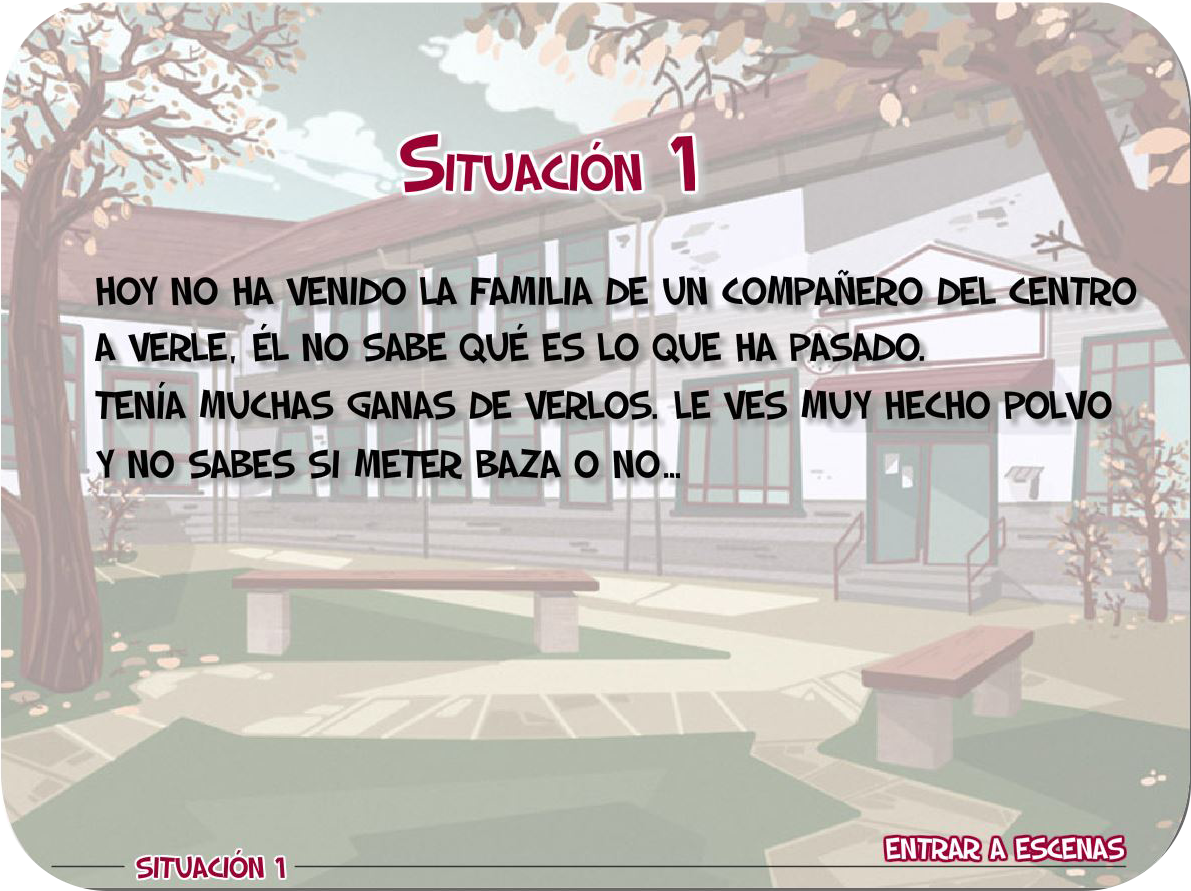 SITUACIÓN 1
HOY NO HA VENIDO LA FAMILIA DE UN COMPAÑERO DEL CENTRO
A VERLE, ÉL NO SABE QUÉ ES LO QUE HA PASADO.
TENÍA MUCHAS GANAS DE VERLOS. LE VES MUY HECHO POLVO
Y NO SABES SI METER BAZA O NO...
ENTRAR A ESCENAS
SITUACIÓN 1